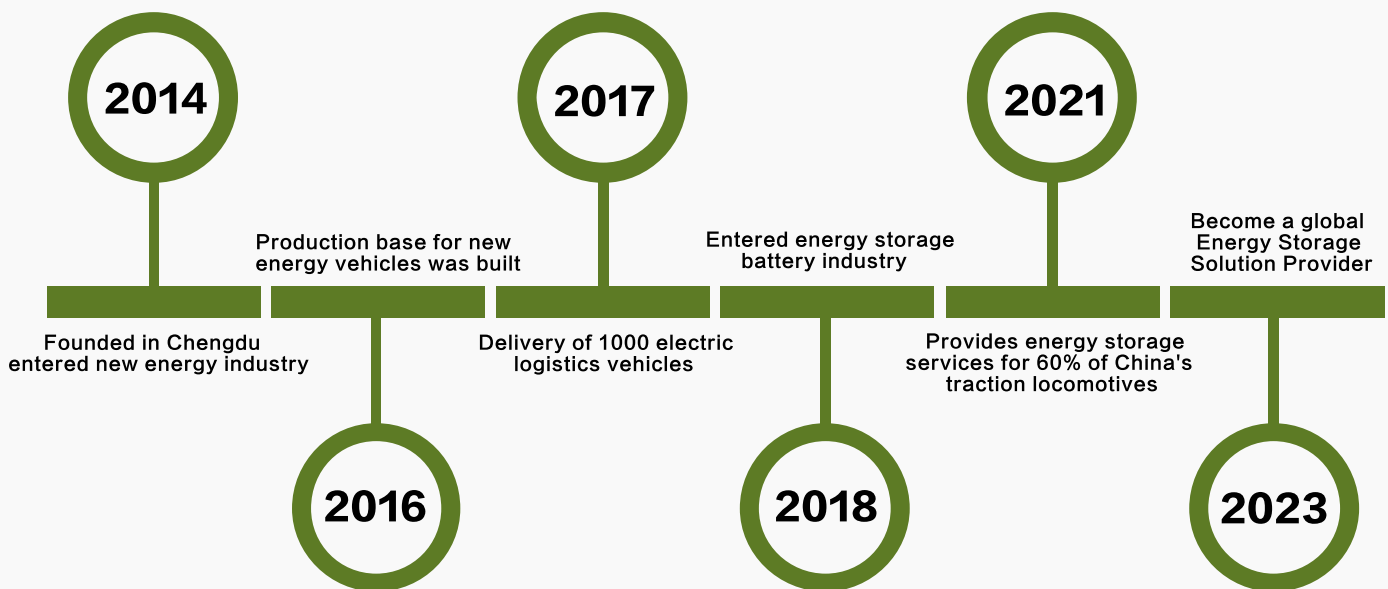 2014
Founded in Chengdu
entered new energy industry
Production base for new
energy vehicles was built
2016
2017
Delivery of 1000 electric
logistics vehicles
Entered energy storage
battery industry
2018
2021
Provides energy storage
services for 60% of China's
traction locomotives
Become a global
Energy Storage
Solution Provider
2023